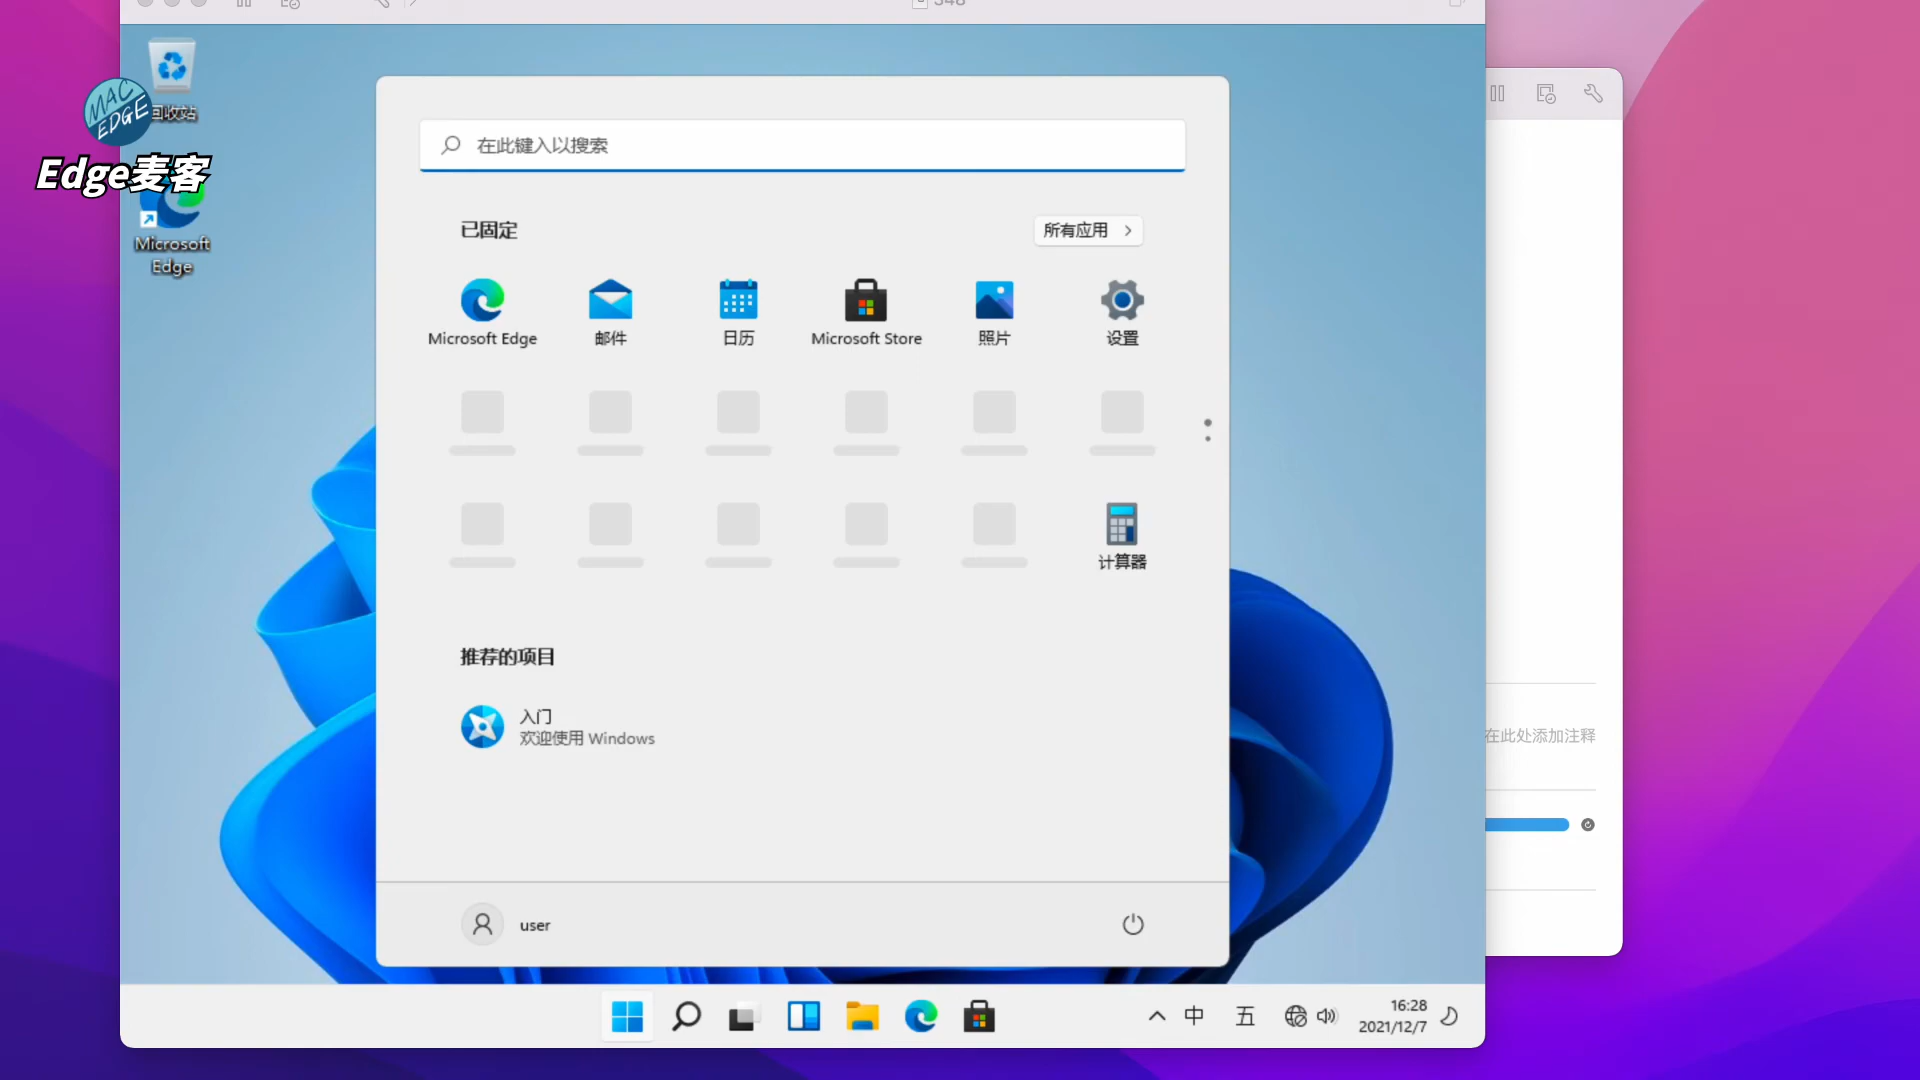 348
回收站
MAC
EDGE
Edge麦客
Microsoft
Edge
在此键入以搜索
已固定
所有应用
Microsoft Edge
邮件
日历
Microsoft Store
照片
设置
计算器
推荐的项目
入门
欢迎使用 Windows
user
在此处添加注释
中
五
16:28
2021/12/7